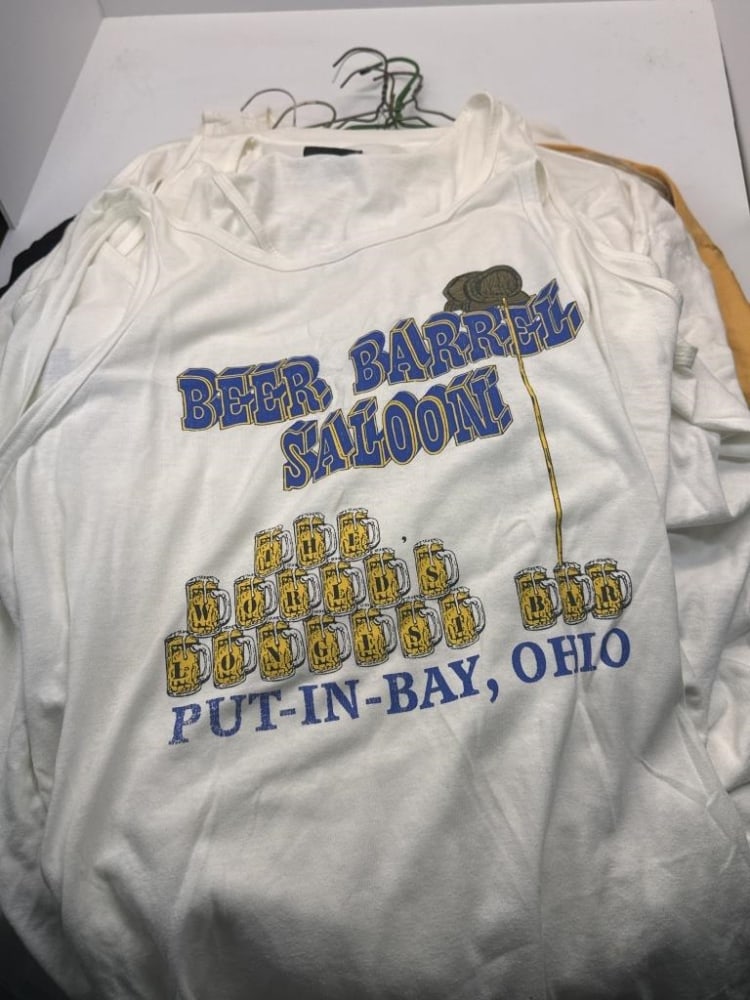 BEER BARREL
SALOON
THE
WORLD'S
LONGEST BAR
PUT-IN-BAY, OHIO